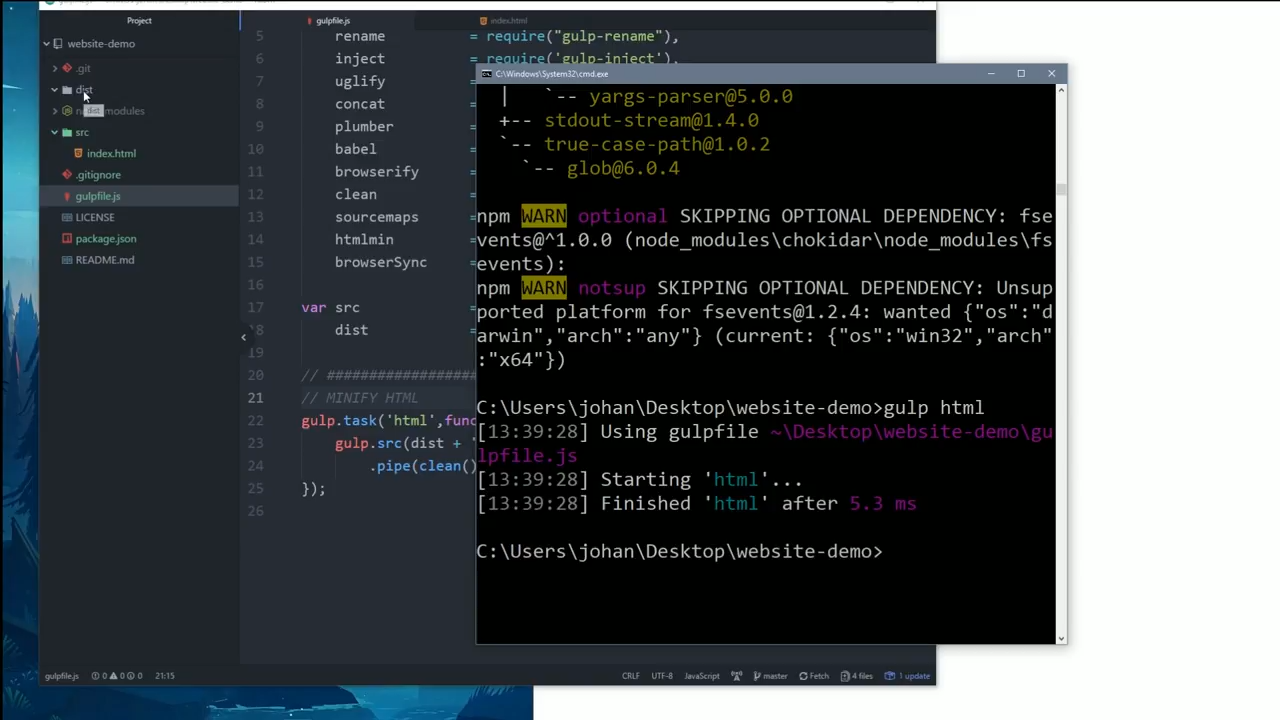 Project
website-demo
.git
dist
dist
modules
src
index.html
.gitignore
gulpfile.js
LICENSE
package.json
README.md
gulpfile.js
index.html
5 rename = require("gulp-rename"),
6 inject = require('gulp-inject'),
7 uglify
8 concat
9 plumber
10 babel
11 browserify
12 clean
13 sourcemaps
14 htmlmin
15 browserSync
16
17 var src
18 dist
19
20 // ##################
21 // MINIFY HTML
22 gulp.task('html',func
23 gulp.src(dist +
24 .pipe(clean()
25 });
26
C:\Windows\System32\cmd.exe
| `-- yargs-parser@5.0.0
+-- stdout-stream@1.4.0
`-- true-case-path@1.0.2
`-- glob@6.0.4
npm WARN optional SKIPPING OPTIONAL DEPENDENCY: fse
vents@^1.0.0 (node_modules\chokidar\node_modules\fs
events):
npm WARN notsup SKIPPING OPTIONAL DEPENDENCY: Unsup
ported platform for fsevents@1.2.4: wanted {"os":"d
arwin","arch":"any"} (current: {"os":"win32","arch"
:"x64"})
C:\Users\johan\Desktop\website-demo>gulp html
[13:39:28] Using gulpfile ~\Desktop\website-demo\gu
lpfile.js
[13:39:28] Starting 'html'...
[13:39:28] Finished 'html' after 5.3 ms
C:\Users\johan\Desktop\website-demo>
gulpfile.js 0 0 0 21:15 CRLF UTF-8 JavaScript master Fetch 4 files 1 update